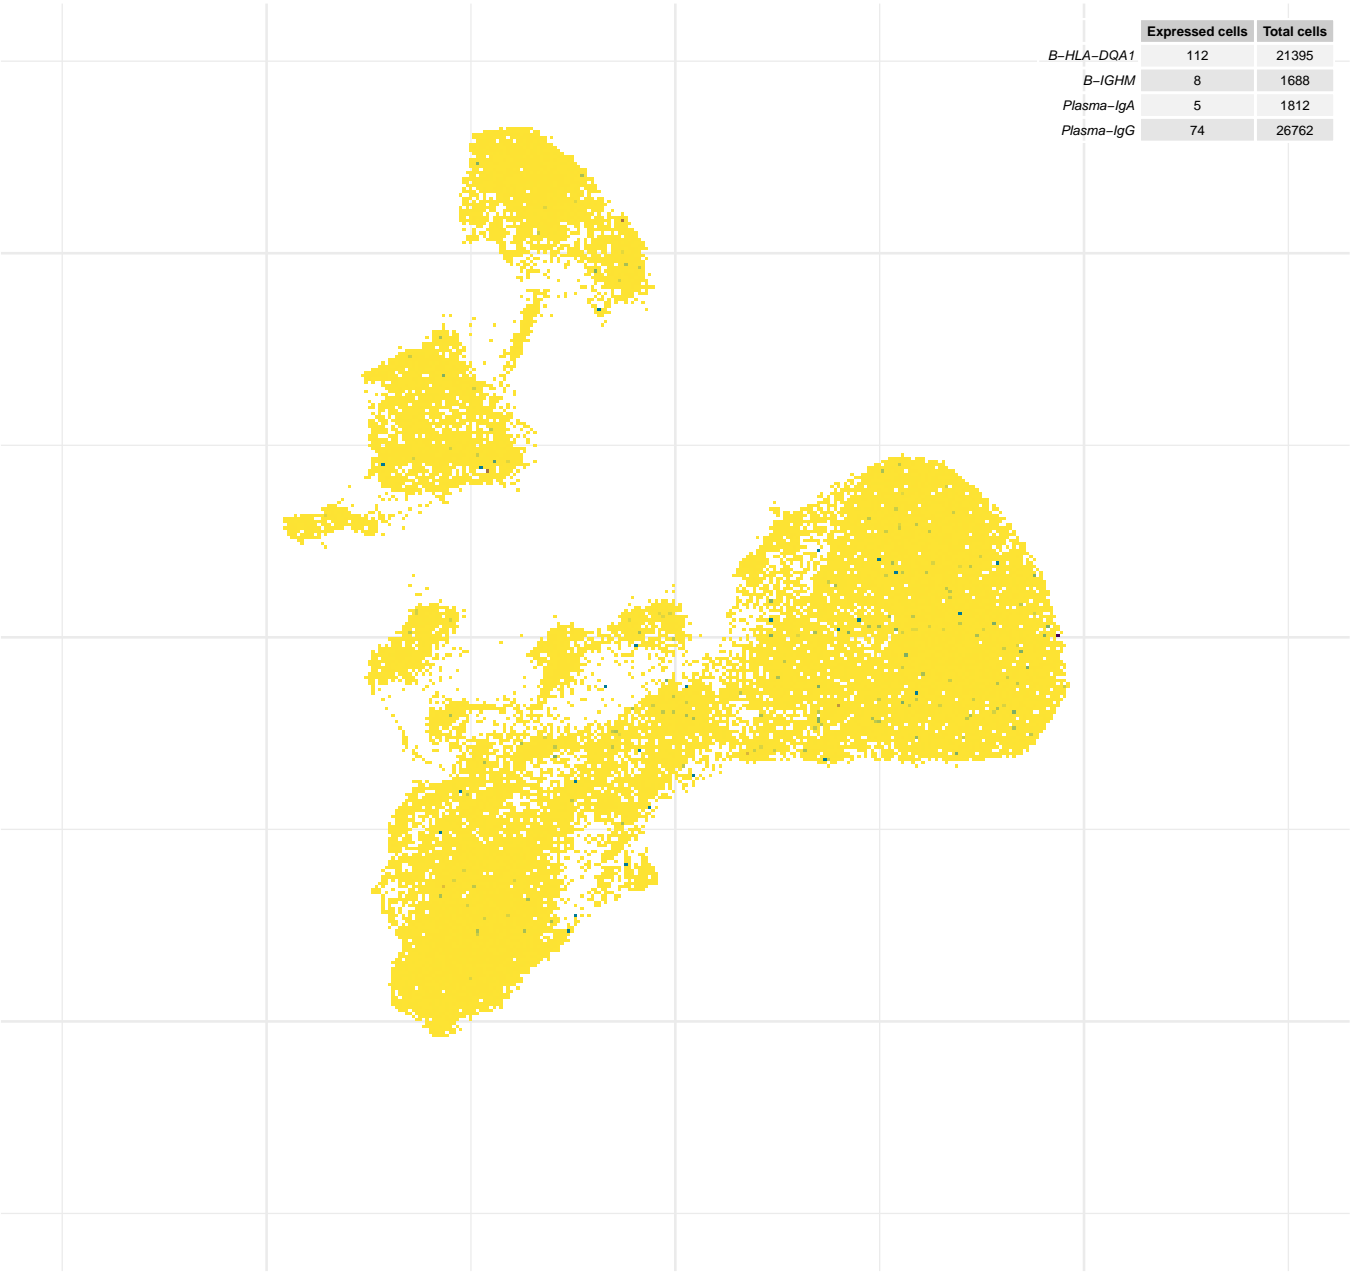 Expressed cells Total cells
B−HLA−DQA1 112 21395
B−IGHM 8 1688
Plasma−IgA 5 1812
Plasma−IgG 74 26762